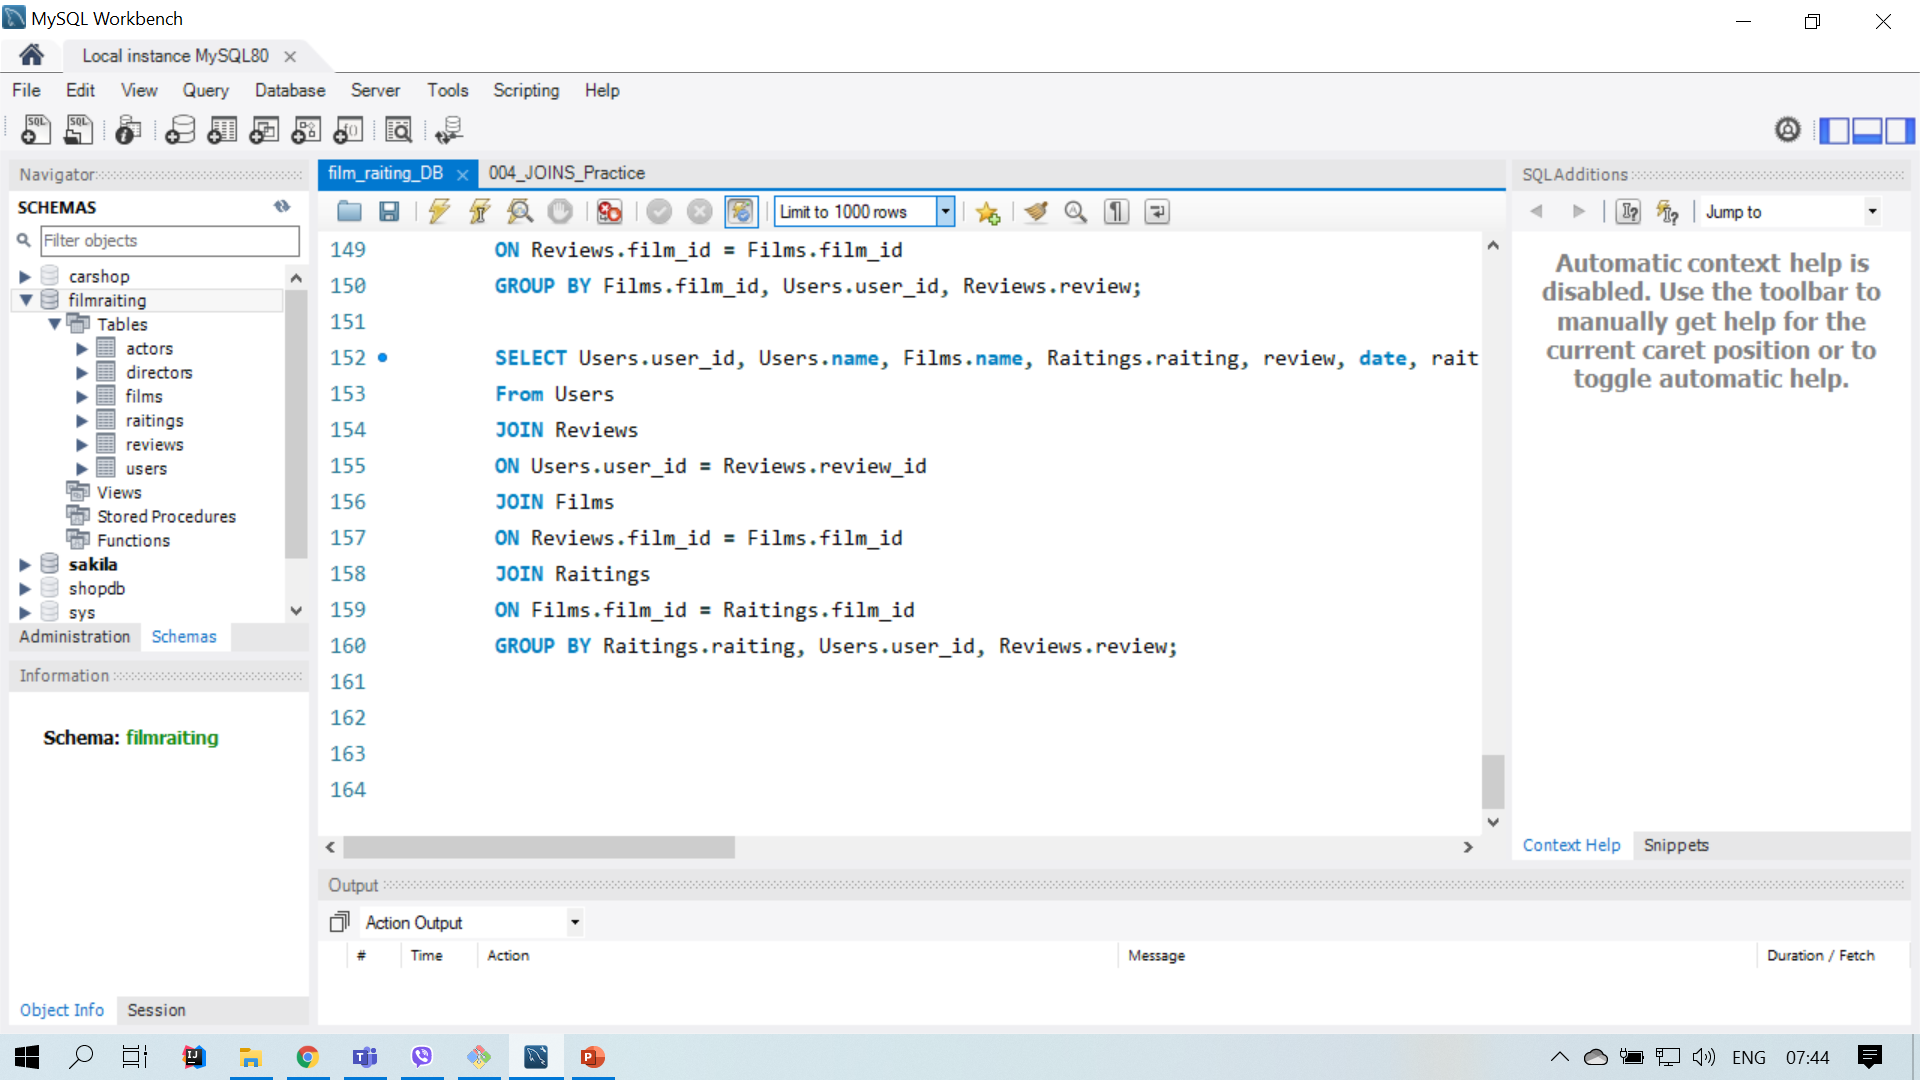 MySQL Workbench
Local instance MySQL80
File Edit View Query Database Server Tools Scripting Help
Navigator
SCHEMAS
Filter objects
carshop
filmraiting
Tables
actors
directors
films
raitings
reviews
users
Views
Stored Procedures
Functions
sakila
shopdb
sys
Administration Schemas
Information
Schema: filmraiting
Object Info Session
film_raiting_DB 004_JOINS_Practice
Limit to 1000 rows
149 ON Reviews.film_id = Films.film_id
150 GROUP BY Films.film_id, Users.user_id, Reviews.review;
151
152 SELECT Users.user_id, Users.name, Films.name, Raitings.raiting, review, date, rait
153 From Users
154 JOIN Reviews
155 ON Users.user_id = Reviews.review_id
156 JOIN Films
157 ON Reviews.film_id = Films.film_id
158 JOIN Raitings
159 ON Films.film_id = Raitings.film_id
160 GROUP BY Raitings.raiting, Users.user_id, Reviews.review;
161
162
163
164
SQLAdditions
Jump to
Automatic context help is
disabled. Use the toolbar to
manually get help for the
current caret position or to
toggle automatic help.
Context Help Snippets
Output
Action Output
# Time Action Message Duration / Fetch
ENG 07:44